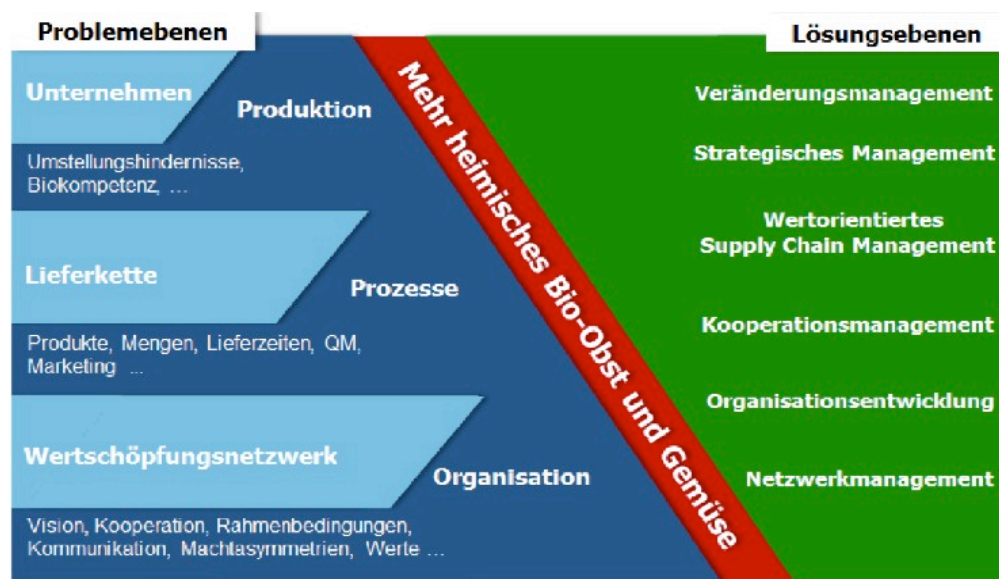 Problemebenen
Unternehmen
Produktion
Umstellungshindernisse,
Biokompetenz, ...
Lieferkette
Prozesse
Produkte, Mengen, Lieferzeiten, QM,
Marketing ...
Wertschöpfungsnetzwerk
Organisation
Vision, Kooperation, Rahmenbedingungen,
Kommunikation, Machtasymmetrien, Werte ...
Mehr heimisches Bio-Obst und Gemüse
Lösungsebenen
Veränderungsmanagement
Strategisches Management
Wertorientiertes
Supply Chain Management
Kooperationsmanagement
Organisationsentwicklung
Netzwerkmanagement